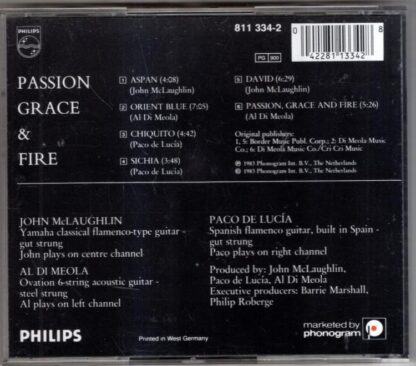 PHILIPS
811 334-2
PG 900
0 42281 13342 8
PASSION
GRACE
&
FIRE
1 ASPAN (4:08)
(John McLaughlin)
2 ORIENT BLUE (7:05)
(Al Di Meola)
3 CHIQUITO (4:42)
(Paco de Lucía)
4 SICHIA (3:48)
(Paco de Lucía)
5 DAVID (6:29)
(John McLaughlin)
6 PASSION, GRACE AND FIRE (5:26)
(Al Di Meola)
Original publishers:
1, 5: Border Music Publ. Corp.; 2: Di Meola Music
Co.; 6: Di Meola Music Co./Cri Cri Music
℗ 1983 Phonogram Int. B.V., The Netherlands
© 1983 Phonogram Int. B.V., The Netherlands
JOHN McLAUGHLIN
Yamaha classical flamenco-type guitar -
gut strung
John plays on centre channel
AL DI MEOLA
Ovation 6-string acoustic guitar -
steel strung
Al plays on left channel
PACO DE LUCÍA
Spanish flamenco guitar, built in Spain -
gut strung
Paco plays on right channel
Produced by: John McLaughlin,
Paco de Lucía, Al Di Meola
Executive producers: Barrie Marshall,
Philip Roberge
PHILIPS
Printed in West Germany
marketed by
phonogram